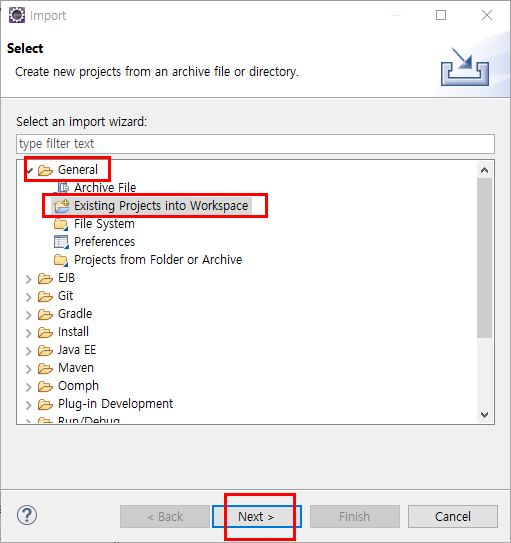 Import
Select
Create new projects from an archive file or directory.
Select an import wizard:
type filter text
General
Archive File
Existing Projects into Workspace
File System
Preferences
Projects from Folder or Archive
EJB
Git
Gradle
Install
Java EE
Maven
Oomph
Plug-in Development
Run/Debug
?
< Back
Next >
Finish
Cancel